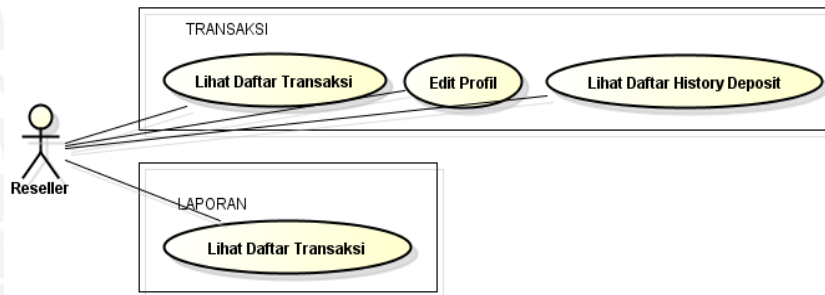 TRANSAKSI
Lihat Daftar Transaksi
Edit Profil
Lihat Daftar History Deposit
Reseller
LAPORAN
Lihat Daftar Transaksi